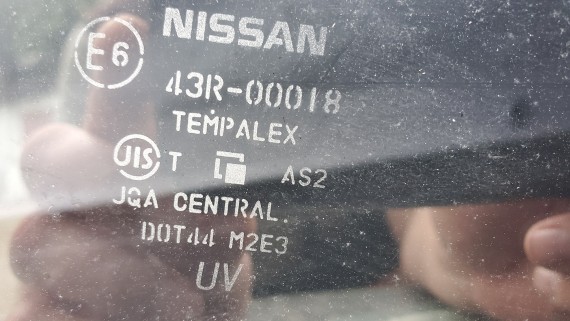 NISSAN
E6
43R-00018
TEMPALEX
JIS T AS2
JQA CENTRAL.
DOT44 M2E3
UV